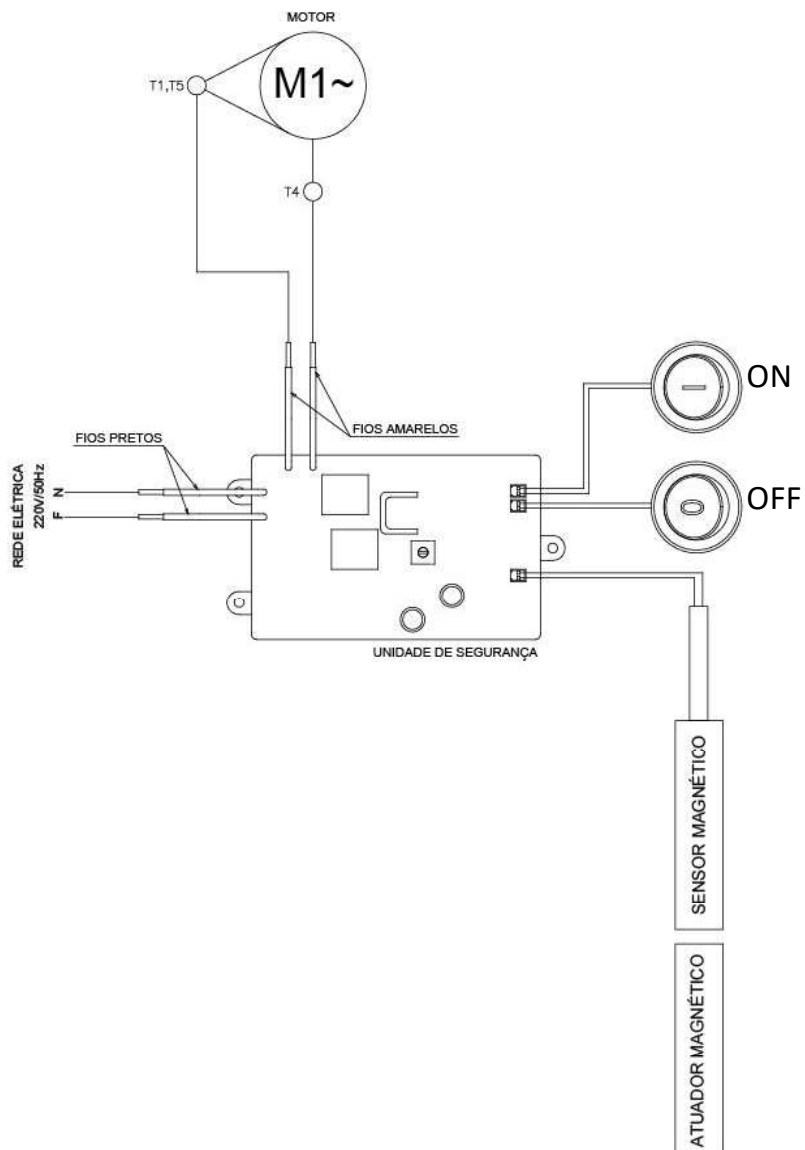 MOTOR
M1~
T1,T5
T4
ON
FIOS AMARELOS
FIOS PRETOS
REDE ELÉTRICA
220V/50Hz
N
F
OFF
UNIDADE DE SEGURANÇA
SENSOR MAGNÉTICO
ATUADOR MAGNÉTICO